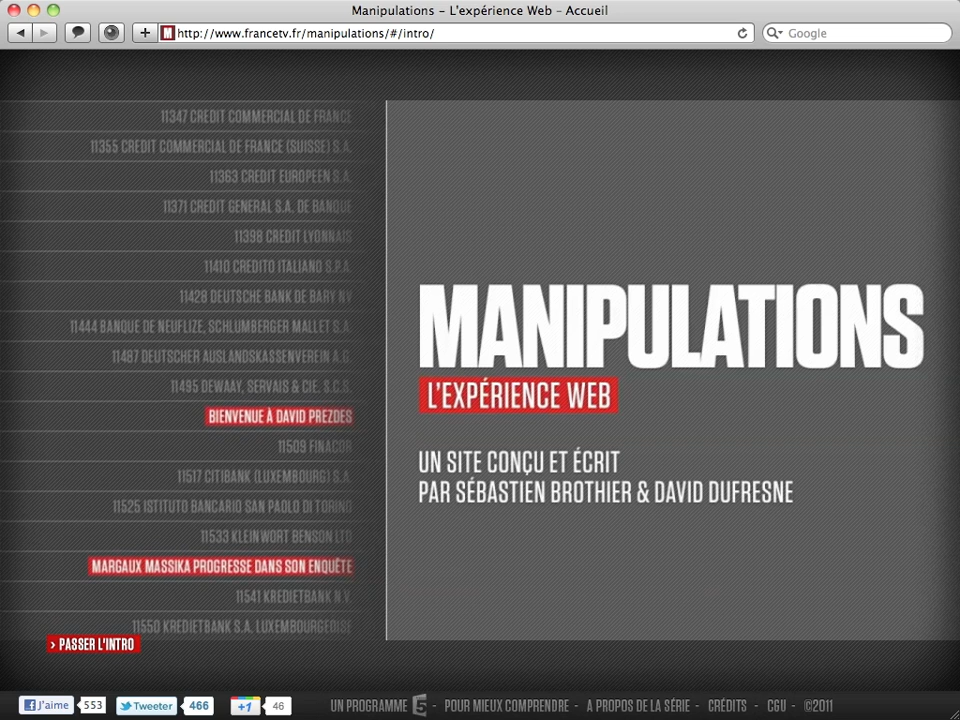 Manipulations - L'expérience Web - Accueil
http://www.francetv.fr/manipulations/#/intro/
Google
11347 CREDIT COMMERCIAL DE FRANCE
11355 CREDIT COMMERCIAL DE FRANCE (SUISSE) S.A.
11363 CREDIT EUROPEEN S.A.
11371 CREDIT GENERAL S.A. DE BANQUE
11398 CREDIT LYONNAIS
11410 CREDITO ITALIANO S.P.A.
11428 DEUTSCHE BANK DE BARY NV
11444 BANQUE DE NEUFLIZE, SCHLUMBERGER MALLET S.A.
11487 DEUTSCHER AUSLANDSKASSENVEREIN A.G.
11495 DEWAAY, SERVAIS & CIE. S.C.S.
BIENVENUE À DAVID PREZDES
11509 FINACOR
11517 CITIBANK (LUXEMBOURG) S.A.
11525 ISTITUTO BANCARIO SAN PAOLO DI TORINO
11533 KLEINWORT BENSON LTD
MARGAUX MASSIKA PROGRESSE DANS SON ENQUÊTE
11541 KREDIETBANK N.V.
11550 KREDIETBANK S.A. LUXEMBOURGEOISE
› PASSER L'INTRO
MANIPULATIONS
L'EXPÉRIENCE WEB
UN SITE CONÇU ET ÉCRIT
PAR SÉBASTIEN BROTHIER & DAVID DUFRESNE
J'aime 553 Tweeter 466 +1 46
UN PROGRAMME 5 - POUR MIEUX COMPRENDRE - A PROPOS DE LA SÉRIE - CRÉDITS - CGU - ©2011